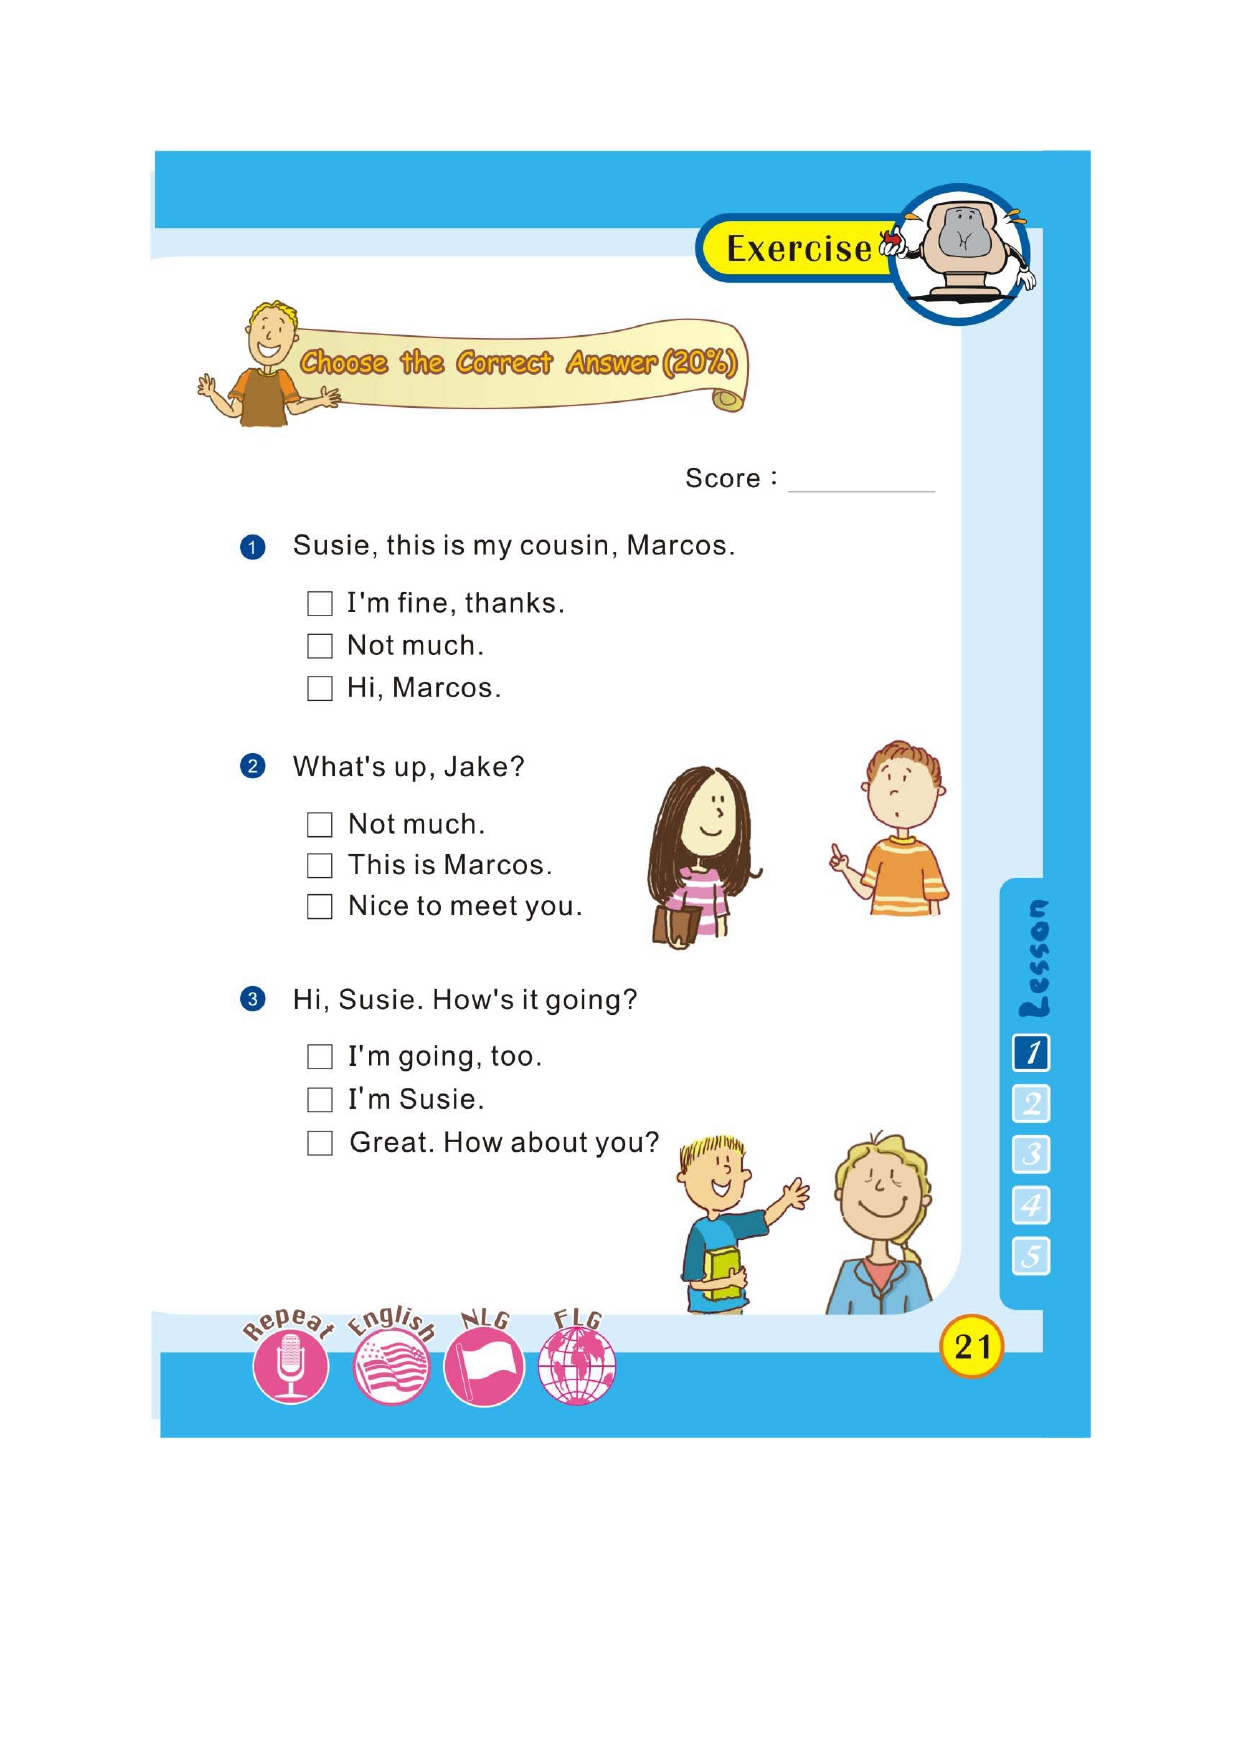 Exercise
Choose the Correct Answer (20%)
Score：
1 Susie, this is my cousin, Marcos.
I'm fine, thanks.
Not much.
Hi, Marcos.
2 What's up, Jake?
Not much.
This is Marcos.
Nice to meet you.
3 Hi, Susie. How's it going?
I'm going, too.
I'm Susie.
Great. How about you?
Lesson
1
2
3
4
5
Repeat English NLG FLG
21